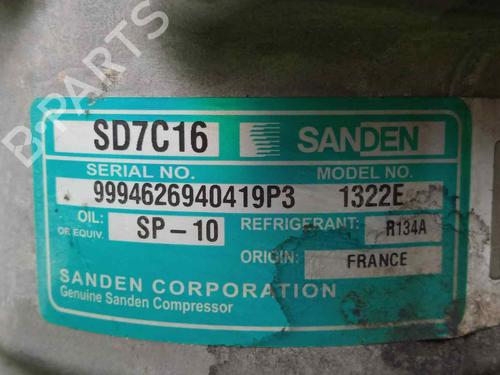 SD7C16 SANDEN
SERIAL NO. MODEL NO.
9994626940419P3 1322E
OIL: SP-10 REFRIGERANT: R134A
OR EQUIV.
ORIGIN: FRANCE
SANDEN CORPORATION
Genuine Sanden Compressor
B-PARTS